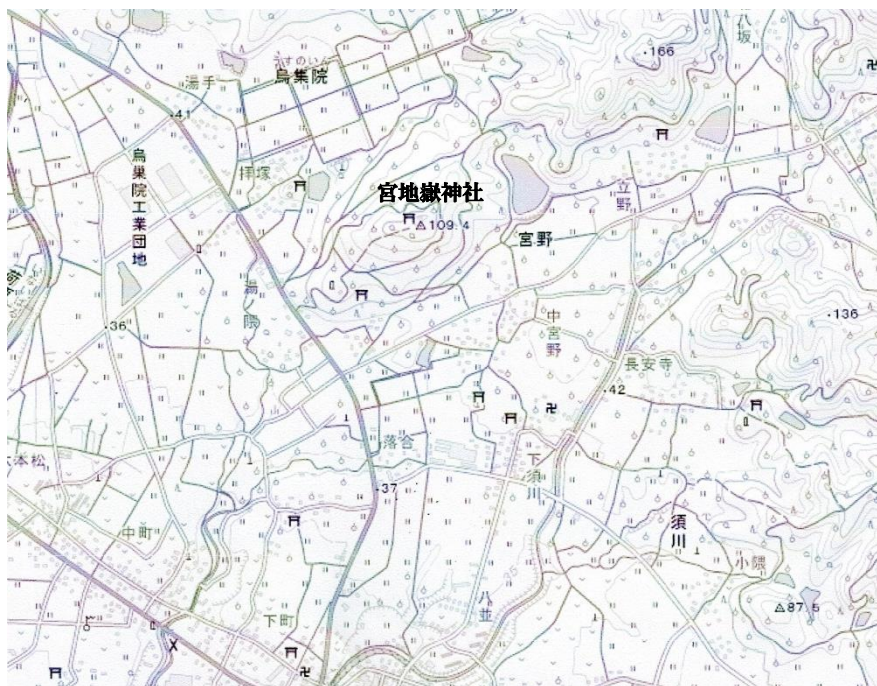 八坂
166
うすのいん
烏集院
湯手
41
烏巣院工業団地
拝塚
宮地嶽神社
109.4
立野
宮野
湯隈
136
36
中宮野
長安寺
42
落合
下須川
37
須川
中町
小隈
八並
87.5
下町